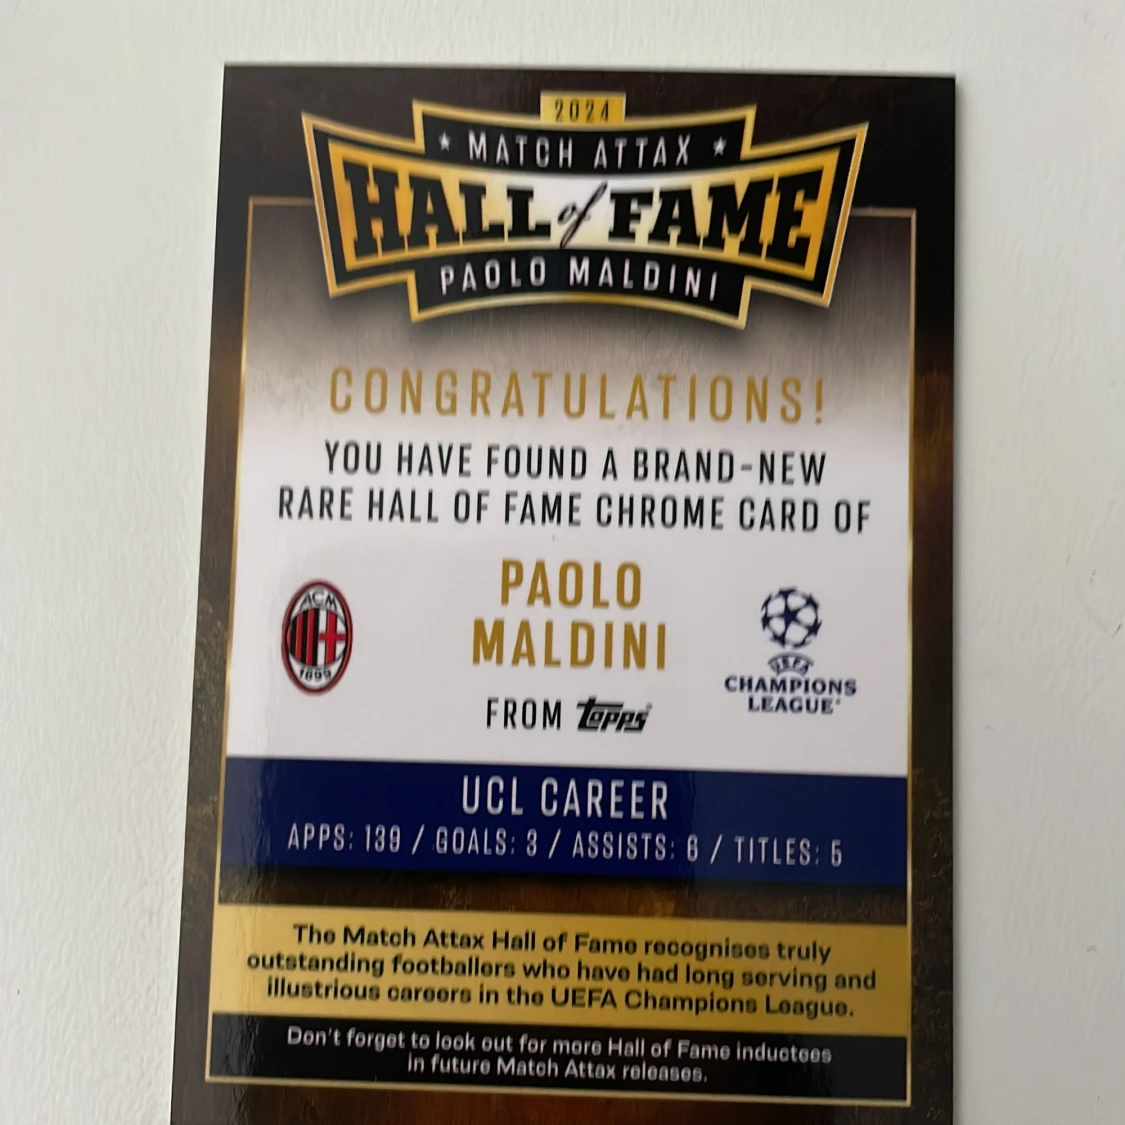 2024
★ MATCH ATTAX ★
HALL of FAME
PAOLO MALDINI
CONGRATULATIONS!
YOU HAVE FOUND A BRAND-NEW
RARE HALL OF FAME CHROME CARD OF
PAOLO
MALDINI
ACM
1899
UEFA
CHAMPIONS
LEAGUE
FROM Topps
UCL CAREER
APPS: 139 / GOALS: 3 / ASSISTS: 6 / TITLES: 5
The Match Attax Hall of Fame recognises truly
outstanding footballers who have had long serving and
illustrious careers in the UEFA Champions League.
Don't forget to look out for more Hall of Fame inductees
in future Match Attax releases.